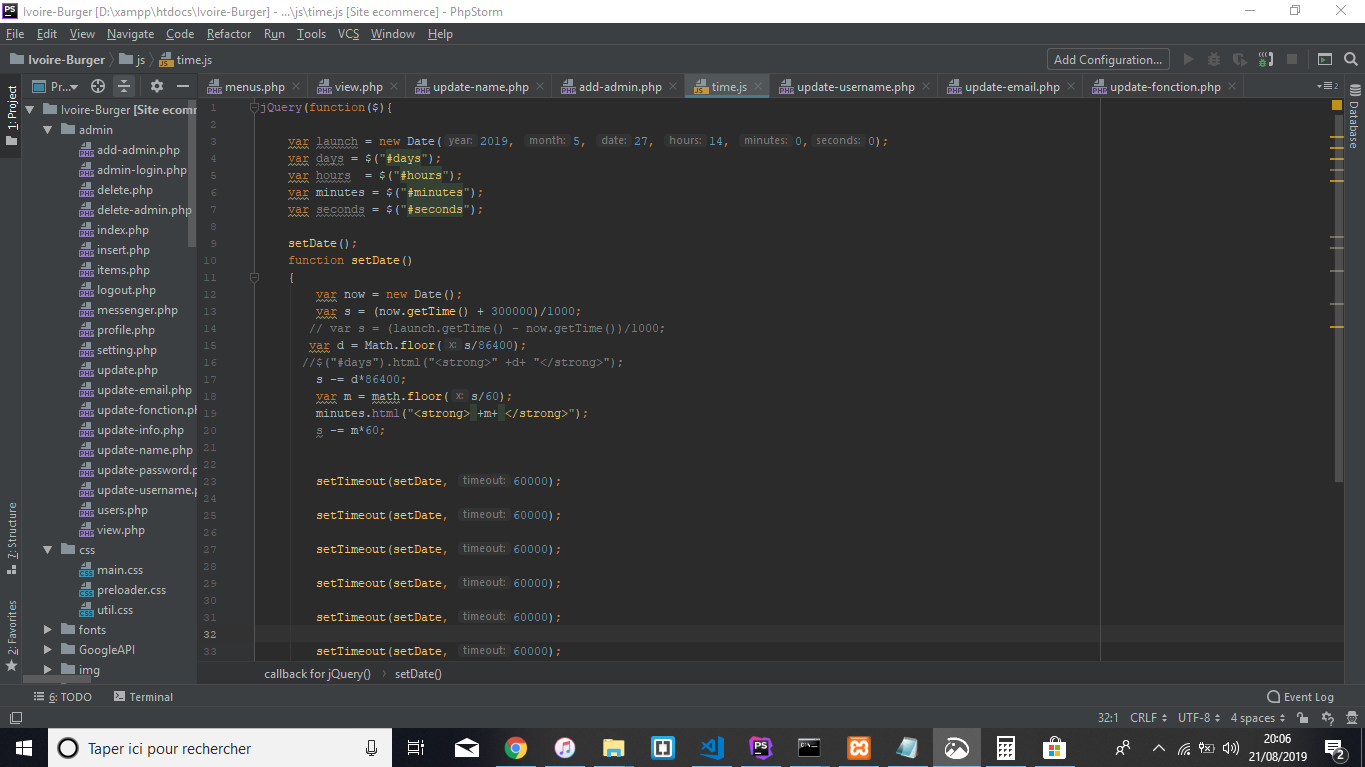 Ivoire-Burger [D:\xampp\htdocs\Ivoire-Burger] - ...\js\time.js [Site ecommerce] - PhpStorm
File Edit View Navigate Code Refactor Run Tools VCS Window Help
Ivoire-Burger js time.js Add Configuration...
Pr... menus.php view.php update-name.php add-admin.php time.js update-username.php update-email.php update-fonction.php
1: Project
7: Structure
2: Favorites
Database
Ivoire-Burger [Site ecomm
admin
add-admin.php
admin-login.php
delete.php
delete-admin.php
index.php
insert.php
items.php
logout.php
messenger.php
profile.php
setting.php
update.php
update-email.php
update-fonction.ph
update-info.php
update-name.php
update-password.p
update-username.p
users.php
view.php
css
main.css
preloader.css
util.css
fonts
GoogleAPI
img
1 jQuery(function($){
2
3 var launch = new Date( year: 2019, month: 5, date: 27, hours: 14, minutes: 0, seconds: 0);
4 var days = $("#days");
5 var hours  = $("#hours");
6 var minutes = $("#minutes");
7 var seconds = $("#seconds");
8
9 setDate();
10 function setDate()
11 {
12 var now = new Date();
13 var s = (now.getTime() + 300000)/1000;
14 // var s = (launch.getTime() - now.getTime())/1000;
15 var d = Math.floor( x: s/86400);
16 //$("#days").html("<strong>" +d+ "</strong>");
17 s -= d*86400;
18 var m = math.floor( x: s/60);
19 minutes.html("<strong> +m+ </strong>");
20 s -= m*60;
21
22
23 setTimeout(setDate, timeout: 60000);
24
25 setTimeout(setDate, timeout: 60000);
26
27 setTimeout(setDate, timeout: 60000);
28
29 setTimeout(setDate, timeout: 60000);
30
31 setTimeout(setDate, timeout: 60000);
32
33 setTimeout(setDate, timeout: 60000);
callback for jQuery() setDate()
6: TODO Terminal Event Log
32:1 CRLF UTF-8 4 spaces
Taper ici pour rechercher
20:06
21/08/2019
2